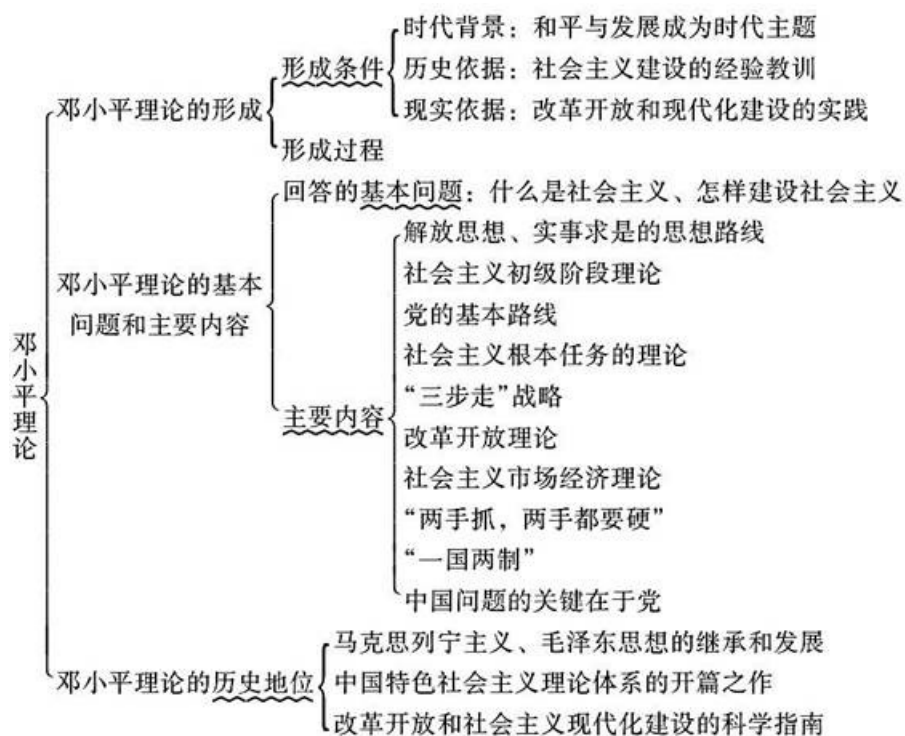 邓小平理论
邓小平理论的形成
形成条件
时代背景：和平与发展成为时代主题
历史依据：社会主义建设的经验教训
现实依据：改革开放和现代化建设的实践
形成过程
邓小平理论的基本
问题和主要内容
回答的基本问题：什么是社会主义、怎样建设社会主义
主要内容
解放思想、实事求是的思想路线
社会主义初级阶段理论
党的基本路线
社会主义根本任务的理论
“三步走”战略
改革开放理论
社会主义市场经济理论
“两手抓，两手都要硬”
“一国两制”
中国问题的关键在于党
邓小平理论的历史地位
马克思列宁主义、毛泽东思想的继承和发展
中国特色社会主义理论体系的开篇之作
改革开放和社会主义现代化建设的科学指南